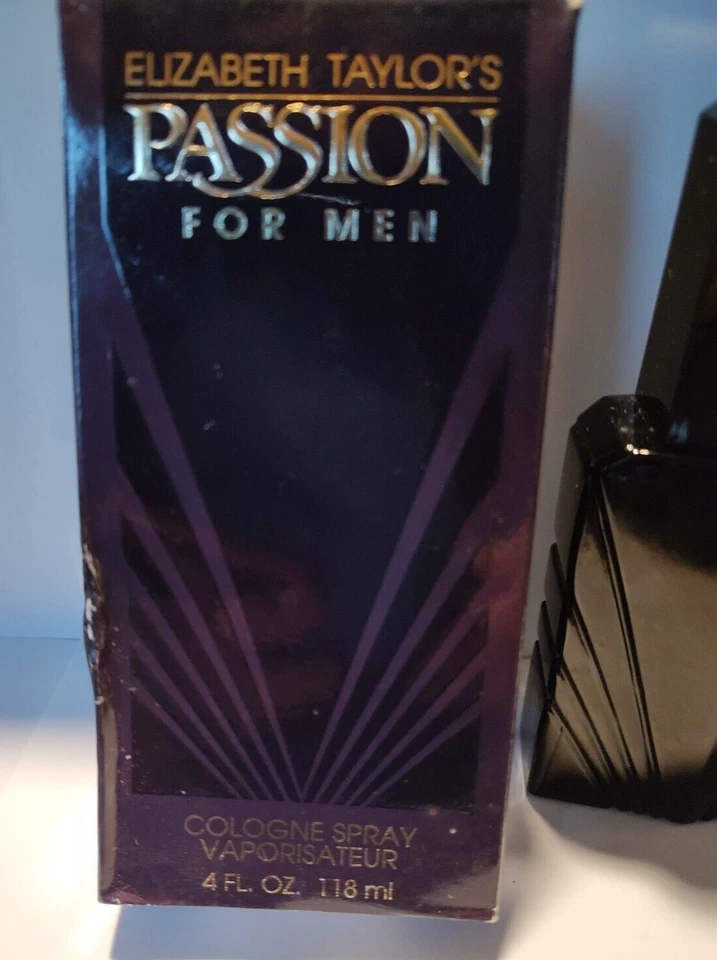 ELIZABETH TAYLOR'S
PASSION
FOR MEN
COLOGNE SPRAY
VAPORISATEUR
4 FL. OZ. 118 ml